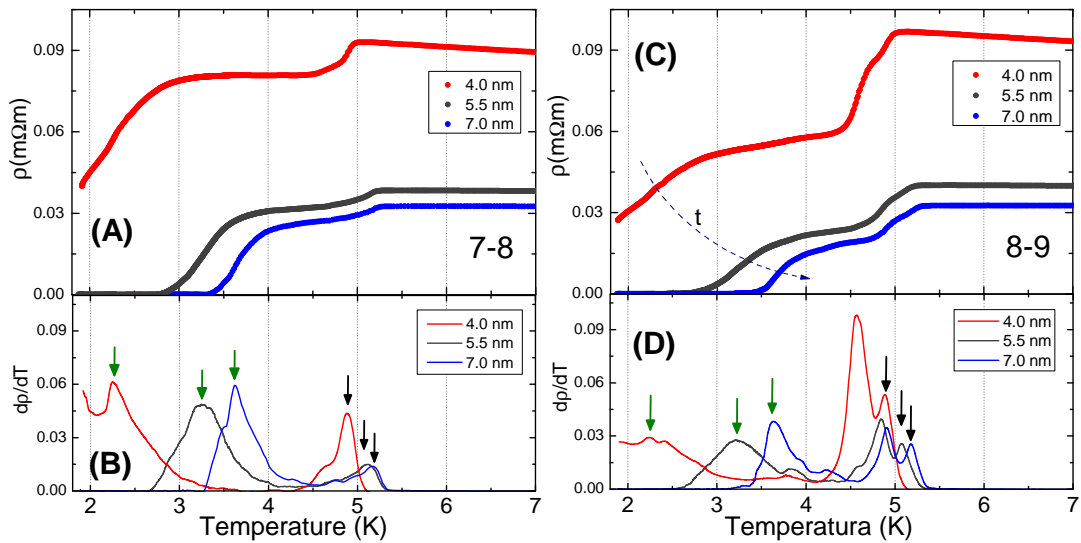 0.09
0.06
0.03
0.00
ρ(mΩm)
(A)
4.0 nm
5.5 nm
7.0 nm
7-8
0.09
0.06
0.03
0.00
dρ/dT
(B)
4.0 nm
5.5 nm
7.0 nm
2 3 4 5 6 7
Temperature (K)
0.09
0.06
0.03
0.00
ρ(mΩm)
(C)
4.0 nm
5.5 nm
7.0 nm
t
8-9
0.09
0.06
0.03
0.00
dρ/dT
(D)
4.0 nm
5.5 nm
7.0 nm
2 3 4 5 6 7
Temperatura (K)